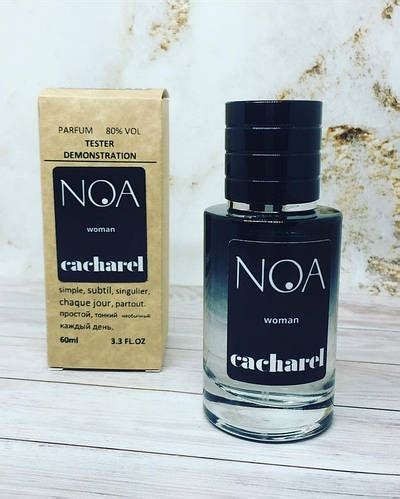 PARFUM 80% VOL
TESTER
DEMONSTRATION
NOA
woman
cacharel
simple, subtil, singulier,
chaque jour, partout
простой, тонкий необычный
каждый день,
60ml 3.3 FL.OZ
NOA
woman
cacharel